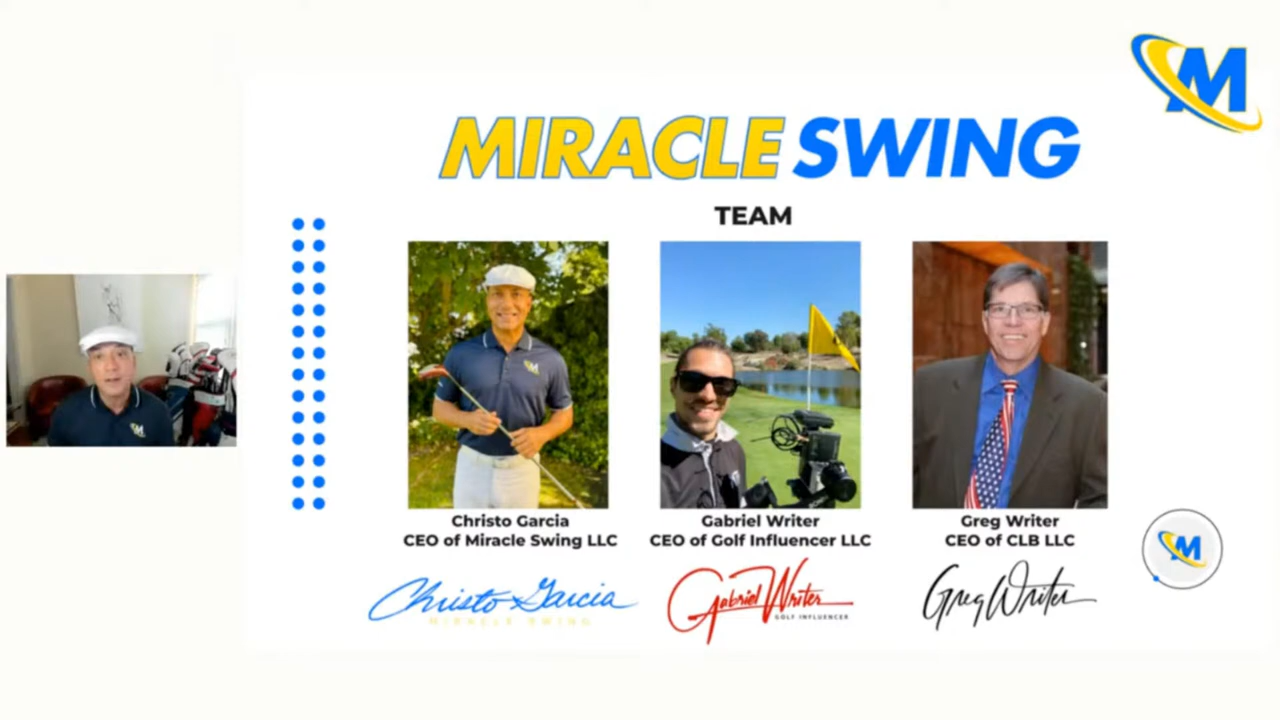 M
MIRACLE SWING
TEAM
Christo Garcia
CEO of Miracle Swing LLC
Gabriel Writer
CEO of Golf Influencer LLC
Greg Writer
CEO of CLB LLC
M
Christo Garcia
MIRACLE SWING
Gabriel Writer
GOLF INFLUENCER
Greg Writer